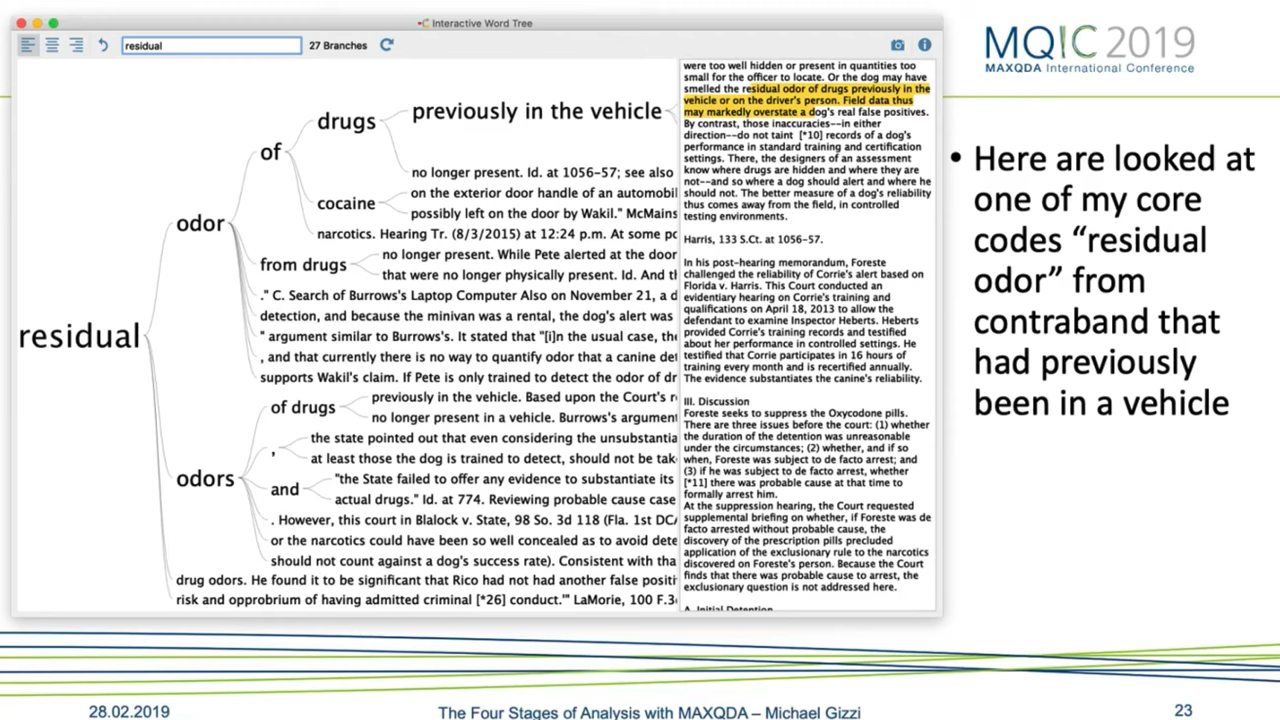 Interactive Word Tree
residual
27 Branches
residual
odor
of
drugs
previously in the vehicle
no longer present. Id. at 1056-57; see also
cocaine
on the exterior door handle of an automobil
possibly left on the door by Wakil." McMains
narcotics. Hearing Tr. (8/3/2015) at 12:24 p.m. At some po
from drugs
no longer present. While Pete alerted at the door
that were no longer physically present. Id. And th
." C. Search of Burrows's Laptop Computer Also on November 21, a d
detection, and because the minivan was a rental, the dog's alert was
" argument similar to Burrows's. It stated that "[i]n the usual case, the
, and that currently there is no way to quantify odor that a canine det
supports Wakil's claim. If Pete is only trained to detect the odor of dr
odors
of drugs
previously in the vehicle. Based upon the Court's r
no longer present in a vehicle. Burrows's argument
,
the state pointed out that even considering the unsubstantia
at least those the dog is trained to detect, should not be tak
and
"the State failed to offer any evidence to substantiate its
actual drugs." Id. at 774. Reviewing probable cause case
. However, this court in Blalock v. State, 98 So. 3d 118 (Fla. 1st DCA
or the narcotics could have been so well concealed as to avoid dete
should not count against a dog's success rate). Consistent with tha
drug odors. He found it to be significant that Rico had not had another false positi
risk and opprobrium of having admitted criminal [*26] conduct.'" LaMorie, 100 F.3
were too well hidden or present in quantities too
small for the officer to locate. Or the dog may have
smelled the residual odor of drugs previously in the
vehicle or on the driver's person. Field data thus
may markedly overstate a dog's real false positives.
By contrast, those inaccuracies--in either
direction--do not taint [*10] records of a dog's
performance in standard training and certification
settings. There, the designers of an assessment
know where drugs are hidden and where they are
not--and so where a dog should alert and where he
should not. The better measure of a dog's reliability
thus comes away from the field, in controlled
testing environments.
Harris, 133 S.Ct. at 1056-57.
In his post-hearing memorandum, Foreste
challenged the reliability of Corrie's alert based on
Florida v. Harris. This Court conducted an
evidentiary hearing on Corrie's training and
qualifications on April 18, 2013 to allow the
defendant to examine Inspector Heberts. Heberts
provided Corrie's training records and testified
about her performance in controlled settings. He
testified that Corrie participates in 16 hours of
training every month and is recertified annually.
The evidence substantiates the canine's reliability.
III. Discussion
Foreste seeks to suppress the Oxycodone pills.
There are three issues before the court: (1) whether
the duration of the detention was unreasonable
under the circumstances; (2) whether, and if so
when, Foreste was subject to de facto arrest; and
(3) if he was subject to de facto arrest, whether
[*11] there was probable cause at that time to
formally arrest him.
At the suppression hearing, the Court requested
supplemental briefing on whether, if Foreste was de
facto arrested without probable cause, the
discovery of the prescription pills precluded
application of the exclusionary rule to the narcotics
discovered on Foreste's person. Because the Court
finds that there was probable cause to arrest, the
exclusionary question is not addressed here.
A. Initial Detention
MQIC 2019
MAXQDA International Conference
• Here are looked at
one of my core
codes “residual
odor” from
contraband that
had previously
been in a vehicle
28.02.2019
The Four Stages of Analysis with MAXQDA – Michael Gizzi
23